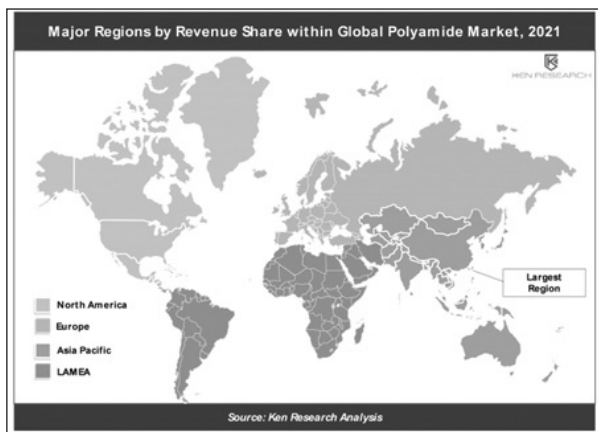 Major Regions by Revenue Share within Global Polyamide Market, 2021
KEN RESEARCH
Largest
Region
North America
Europe
Asia Pacific
LAMEA
Source: Ken Research Analysis